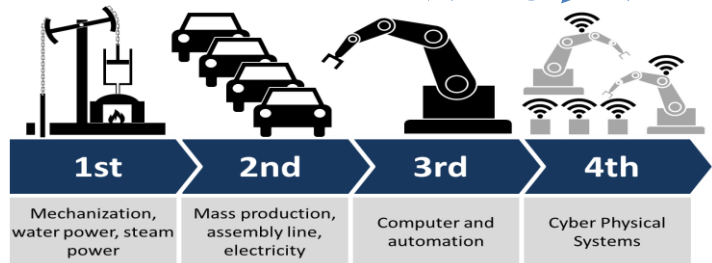 1st
2nd
3rd
4th
Mechanization,
water power, steam
power
Mass production,
assembly line,
electricity
Computer and
automation
Cyber Physical
Systems